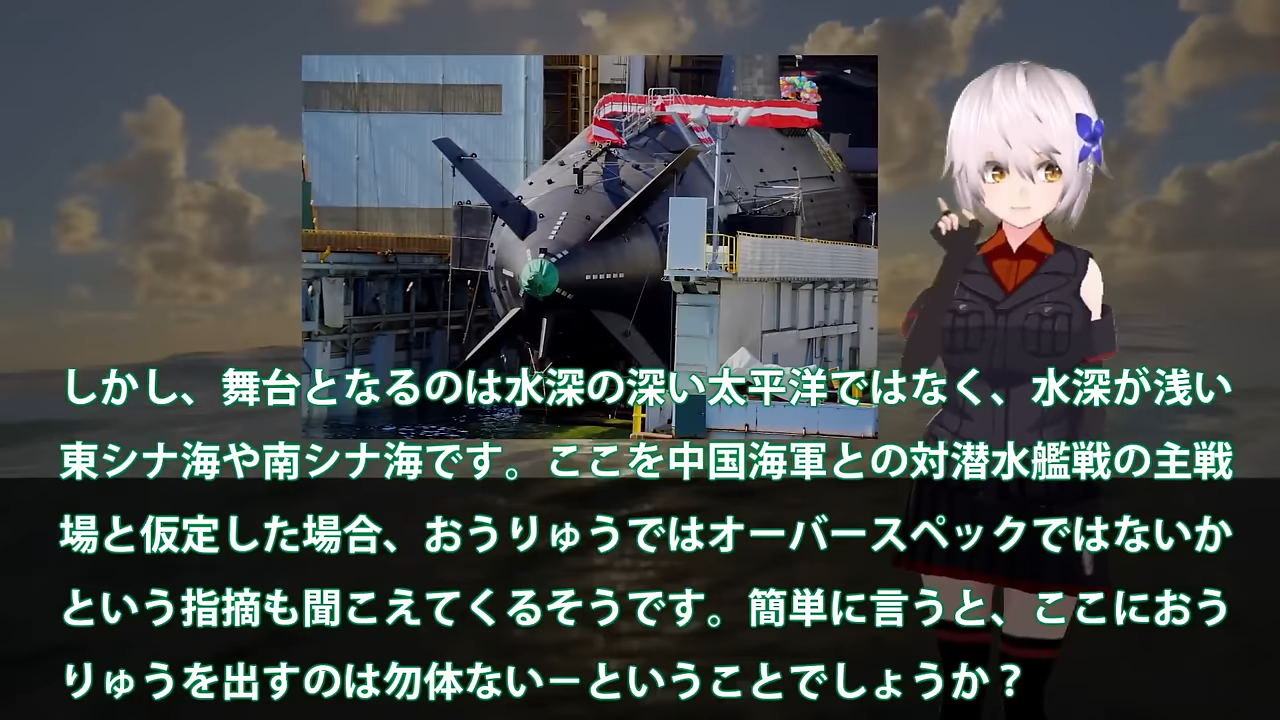 しかし、舞台となるのは水深の深い太平洋ではなく、水深が浅い
東シナ海や南シナ海です。ここを中国海軍との対潜水艦戦の主戦
場と仮定した場合、おうりゅうではオーバースペックではないか
という指摘も聞こえてくるそうです。簡単に言うと、ここにおう
りゅうを出すのは勿体ない－ということでしょうか？